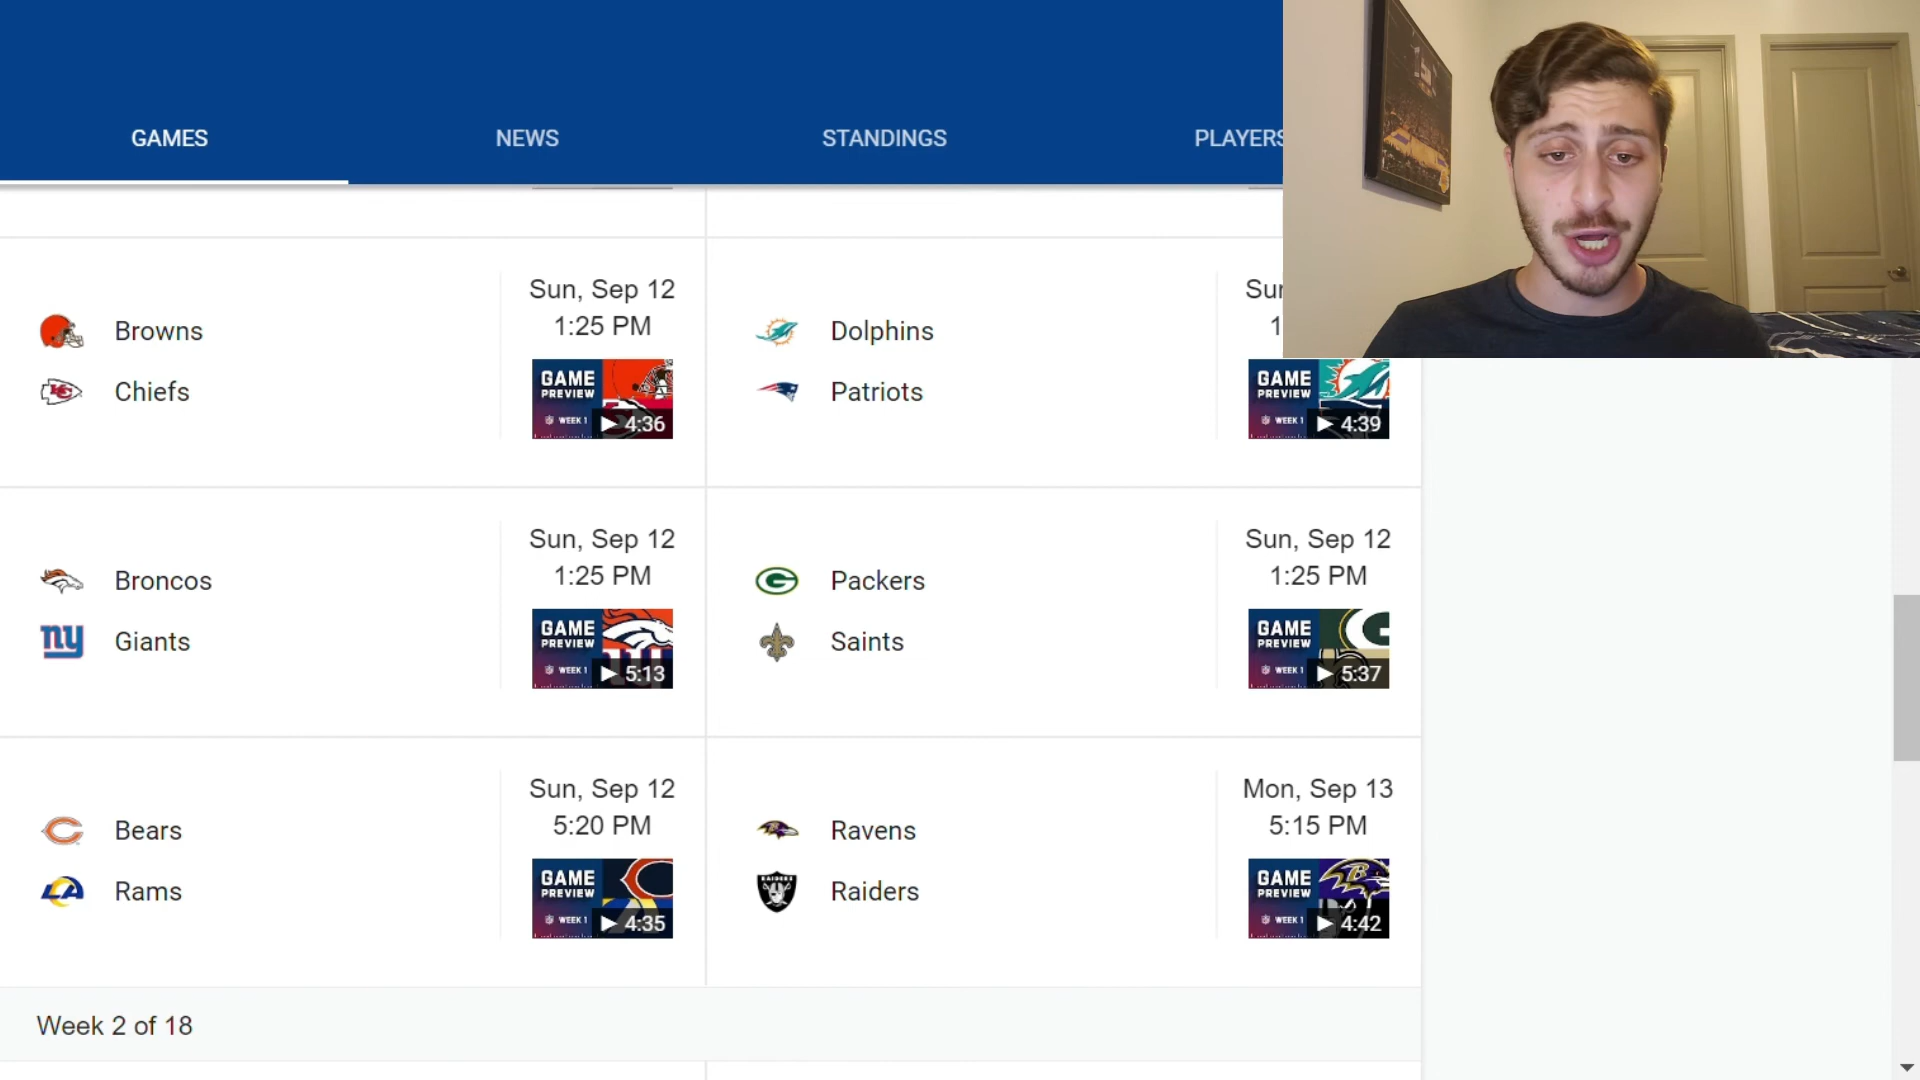 GAMES
NEWS
STANDINGS
PLAYERS
Browns
Chiefs
Sun, Sep 12
1:25 PM
GAME
PREVIEW
WEEK 1
4:36
Dolphins
Patriots
GAME
PREVIEW
WEEK 1
4:39
Broncos
Giants
ny
Sun, Sep 12
1:25 PM
GAME
PREVIEW
WEEK 1
5:13
Packers
Saints
G
Sun, Sep 12
1:25 PM
GAME
PREVIEW
WEEK 1
5:37
Bears
Rams
LA
Sun, Sep 12
5:20 PM
GAME
PREVIEW
WEEK 1
4:35
Ravens
Raiders
RAIDERS
Mon, Sep 13
5:15 PM
GAME
PREVIEW
WEEK 1
4:42
Week 2 of 18